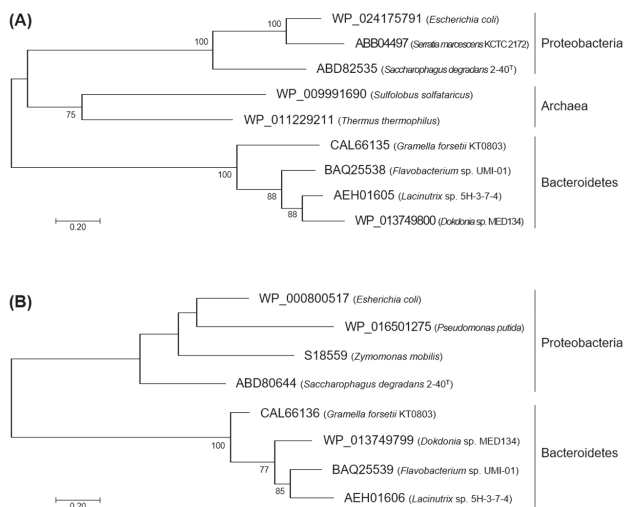 (A)
WP_024175791 (Escherichia coli)
100
ABB04497 (Serratia marcescens KCTC 2172)
Proteobacteria
100
ABD82535 (Saccharophagus degradans 2-40ᵀ)
WP_009991690 (Sulfolobus solfataricus)
Archaea
75
WP_011229211 (Thermus thermophilus)
CAL66135 (Gramella forsetii KT0803)
100
BAQ25538 (Flavobacterium sp. UMI-01)
Bacteroidetes
88
AEH01605 (Lacinutrix sp. 5H-3-7-4)
88
WP_013749800 (Dokdonia sp. MED134)
0.20
(B)
WP_000800517 (Esherichia coli)
WP_016501275 (Pseudomonas putida)
Proteobacteria
S18559 (Zymomonas mobilis)
ABD80644 (Saccharophagus degradans 2-40ᵀ)
CAL66136 (Gramella forsetii KT0803)
100
WP_013749799 (Dokdonia sp. MED134)
Bacteroidetes
77
BAQ25539 (Flavobacterium sp. UMI-01)
85
AEH01606 (Lacinutrix sp. 5H-3-7-4)
0.20